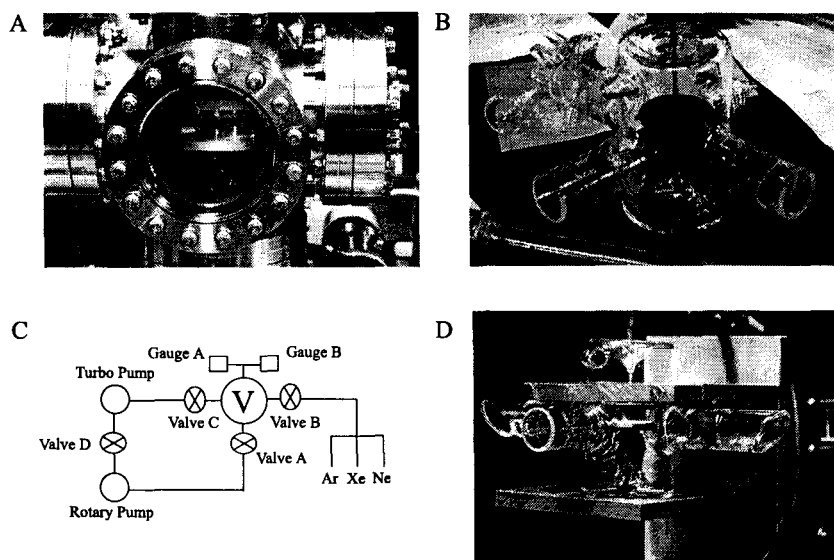 A
B
C
Gauge A
Gauge B
Turbo Pump
V
Valve C
Valve B
Valve D
Valve A
Ar Xe Ne
Rotary Pump
D